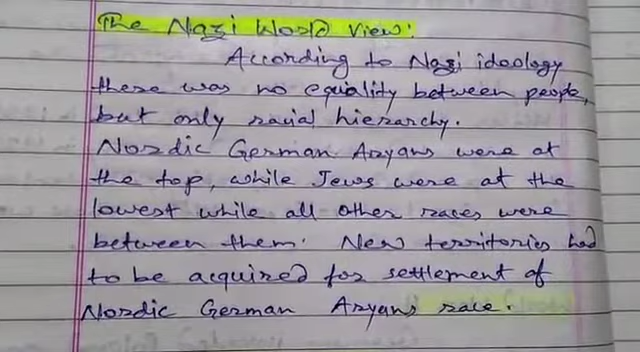 The Nazi World View:
According to Nazi ideology
there was no equality between people,
but only racial hierarchy.
Nordic German Aryans were at
the top, while Jews were at the
lowest while all other races were
between them. New territories had
to be acquired for settlement of
Nordic German Aryans race.